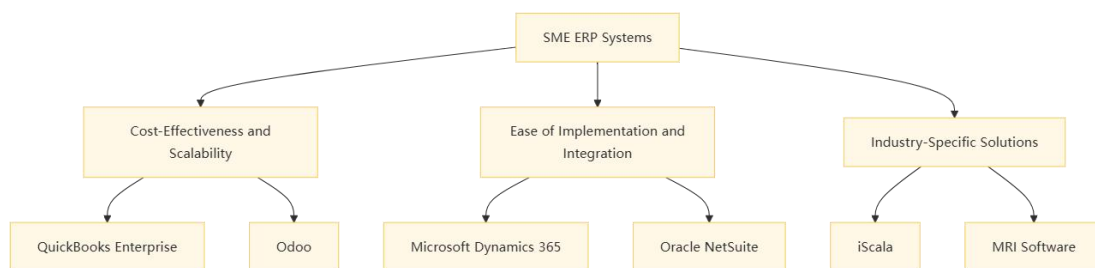 SME ERP Systems
Cost-Effectiveness and
Scalability
Ease of Implementation and
Integration
Industry-Specific Solutions
QuickBooks Enterprise
Odoo
Microsoft Dynamics 365
Oracle NetSuite
iScala
MRI Software